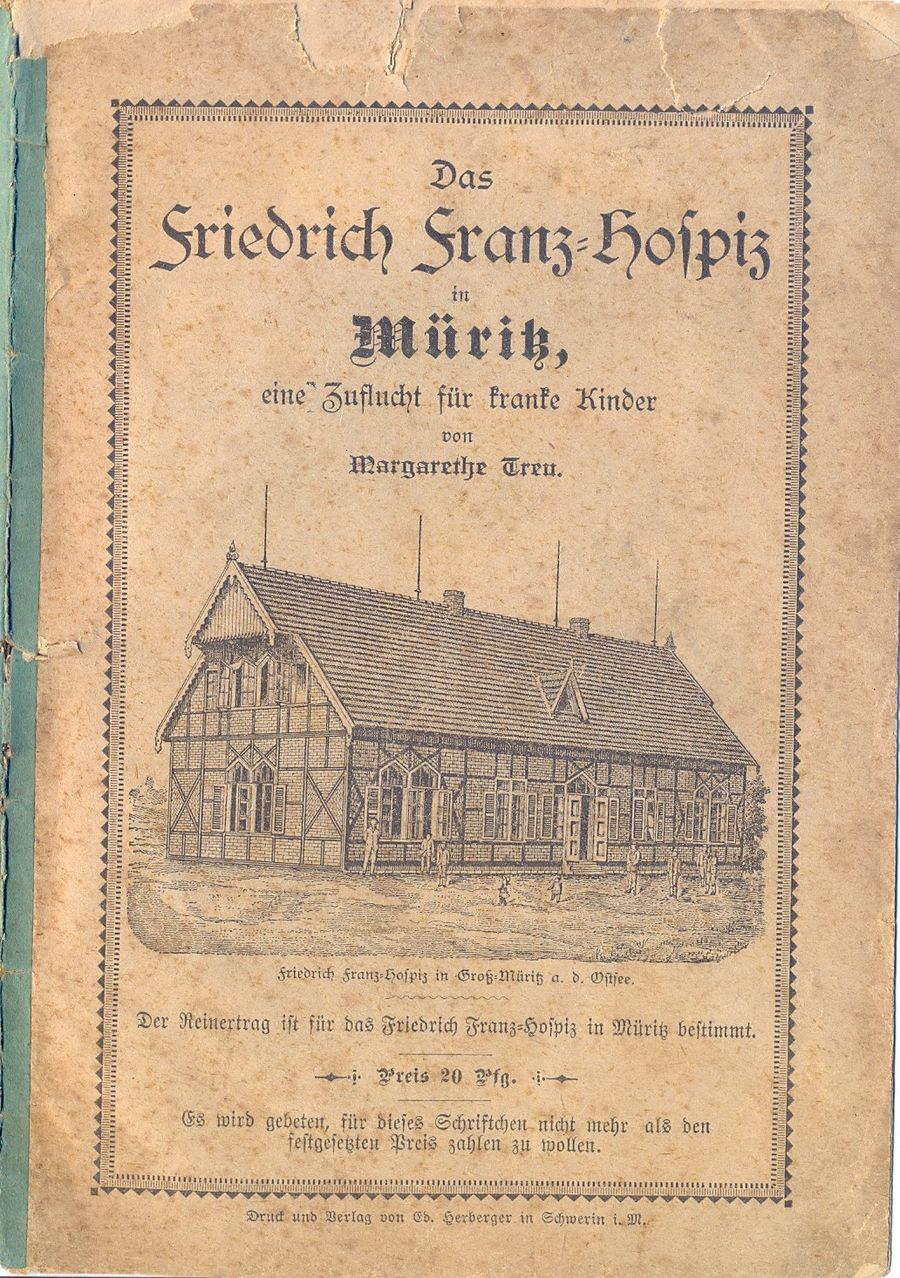 Das
Friedrich Franz-Hospiz
in
Müritz,
eine Zuflucht für kranke Kinder
von
Margarethe Treu.
Friedrich Franz-Hospiz in Groß-Müritz a. d. Ostsee.
Der Reinertrag ist für das Friedrich Franz-Hospiz in Müritz bestimmt.
Preis 20 Pfg.
Es wird gebeten, für dieses Schriftchen nicht mehr als den
festgesetzten Preis zahlen zu wollen.
Druck und Verlag von Ed. Herberger in Schwerin i. M.